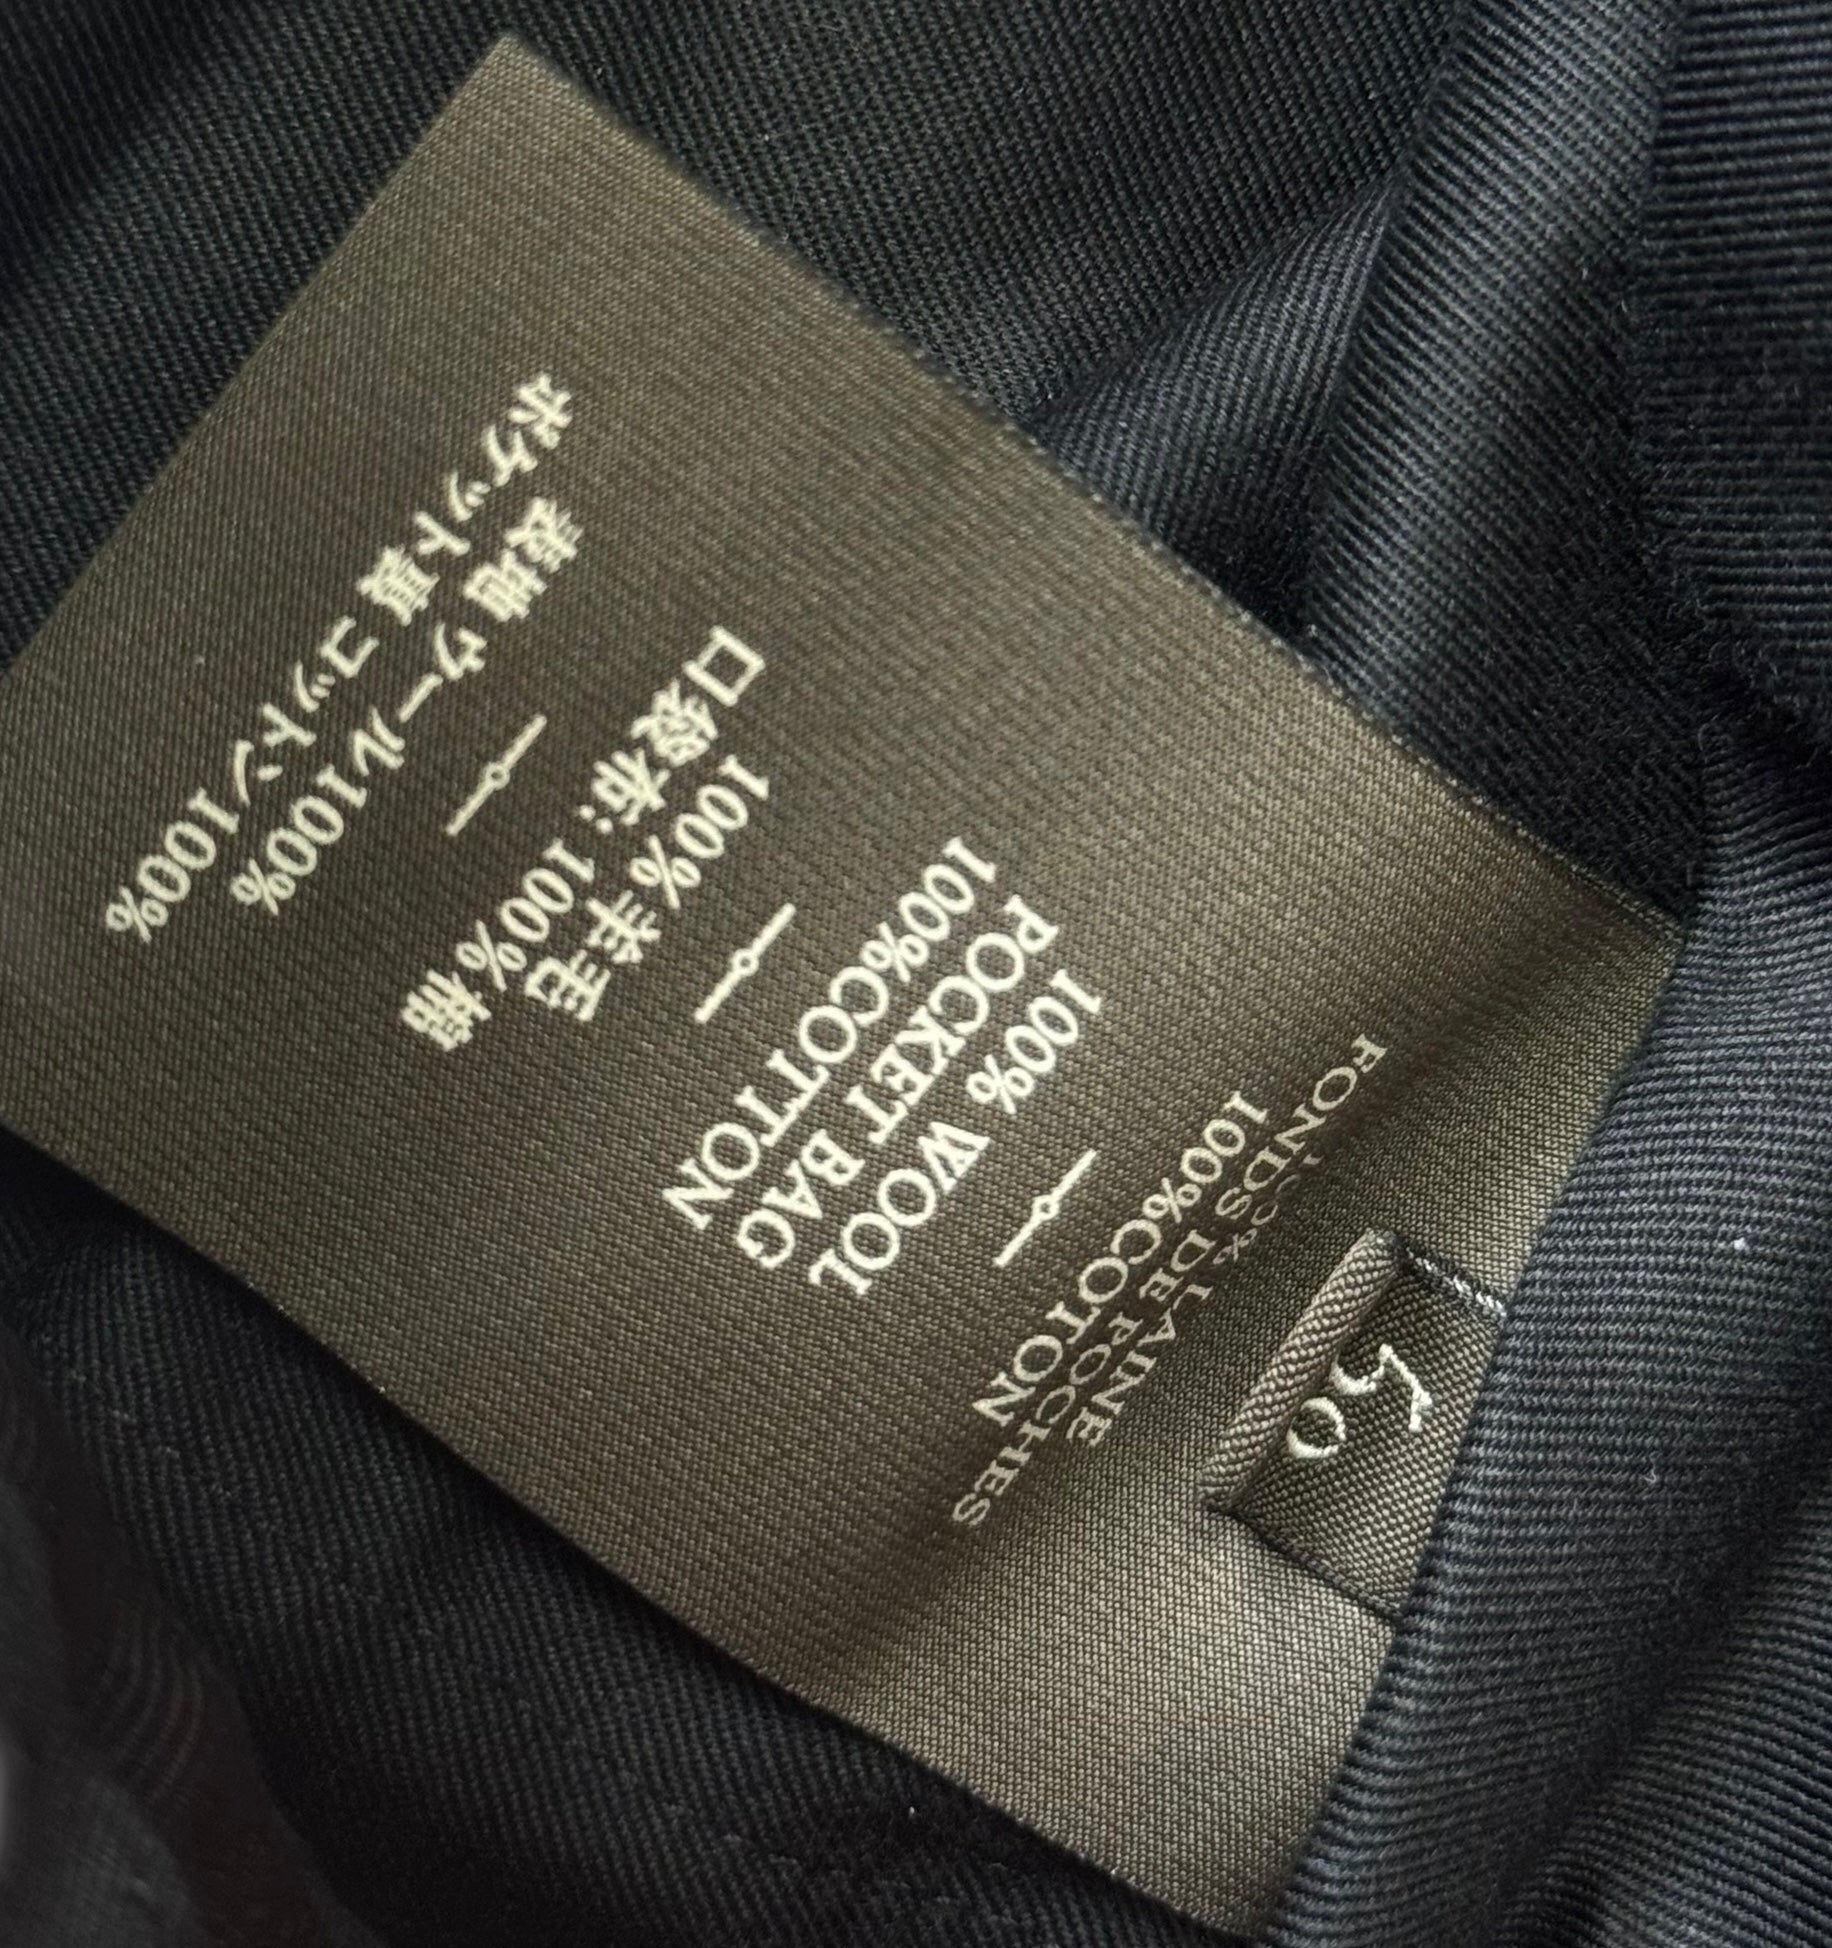 50
100% LAINE
FONDS DE POCHES
100%COTON
100% WOOL
POCKET BAG
100%COTTON
100%羊毛
口袋布: 100%棉
表地 ウール100%
ポケット裏 コットン100%